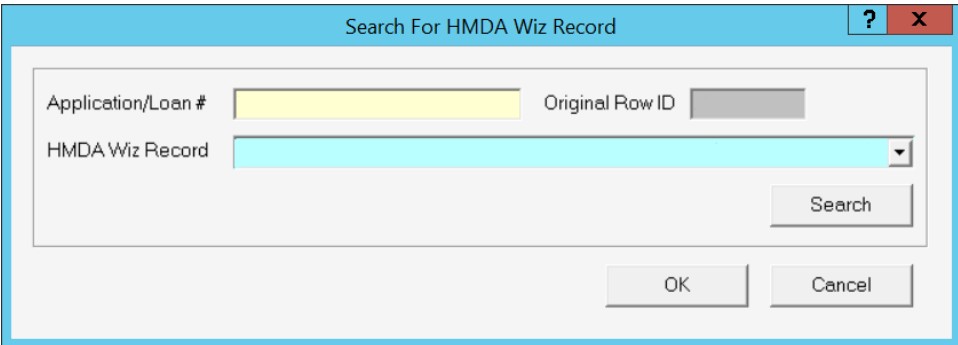 Search For HMDA Wiz Record
? x
Application/Loan # Original Row ID
HMDA Wiz Record
Search
OK Cancel